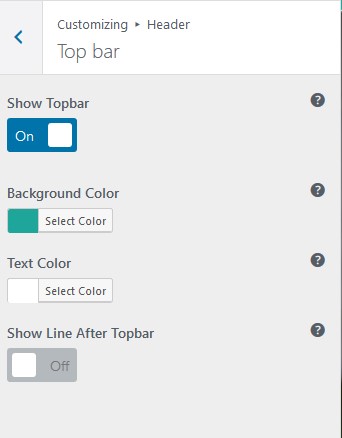 Customizing ▸ Header
Top bar
Show Topbar
?
On
Background Color
?
Select Color
Text Color
?
Select Color
Show Line After Topbar
?
Off